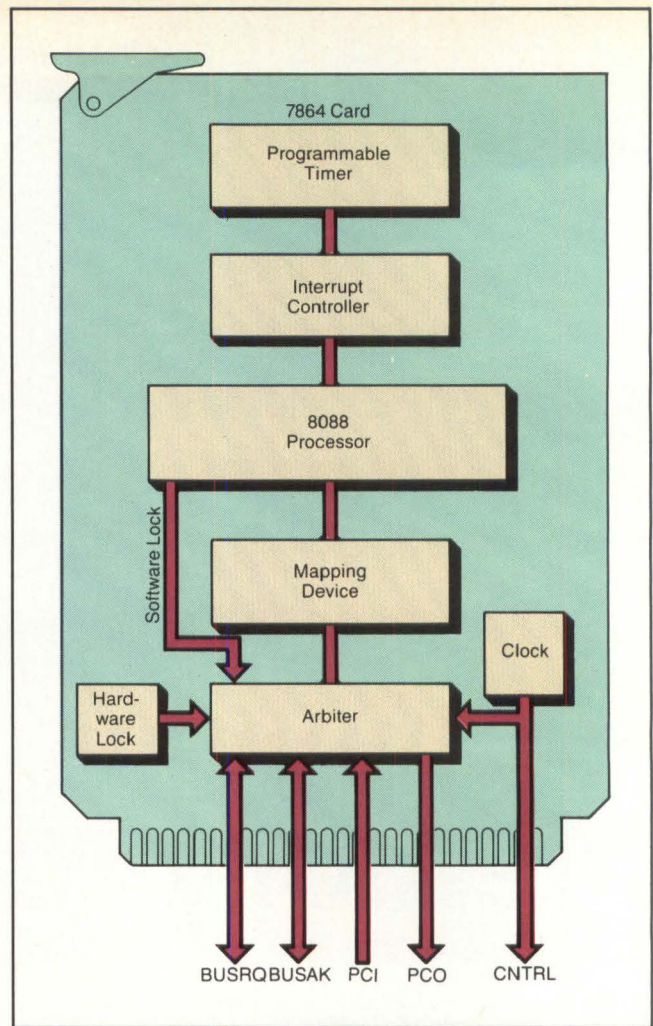 7864 Card
Programmable
Timer
Interrupt
Controller
8088
Processor
Software Lock
Mapping
Device
Clock
Hard-
ware
Lock
Arbiter
BUSRQ BUSAK PCI PCO CNTRL